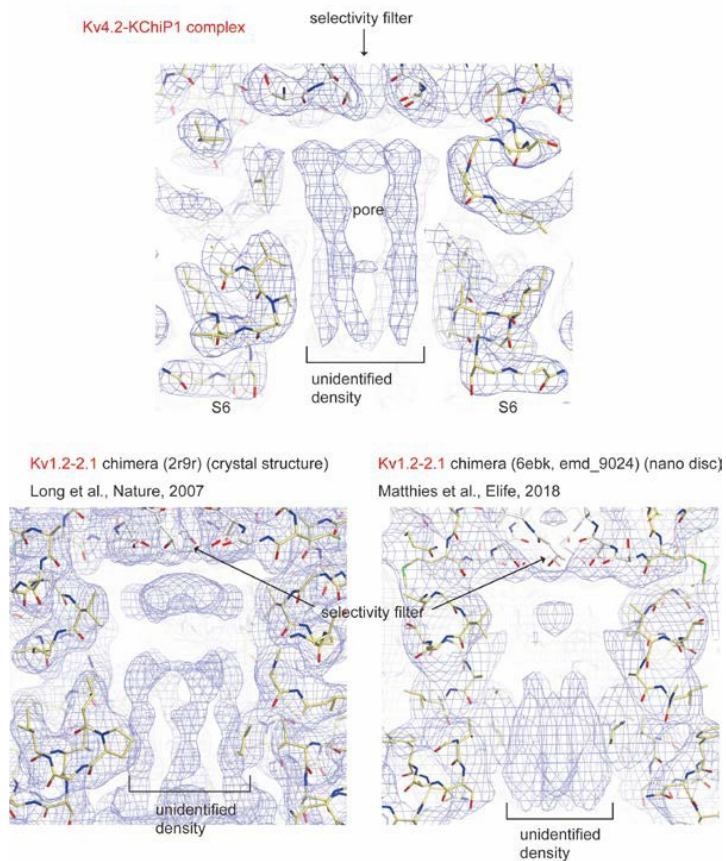 selectivity filter
Kv4.2-KChiP1 complex
pore
unidentified
density
S6
S6
Kv1.2-2.1 chimera (2r9r) (crystal structure)
Long et al., Nature, 2007
Kv1.2-2.1 chimera (6ebk, emd_9024) (nano disc)
Matthies et al., Elife, 2018
selectivity filter
unidentified
density
unidentified
density